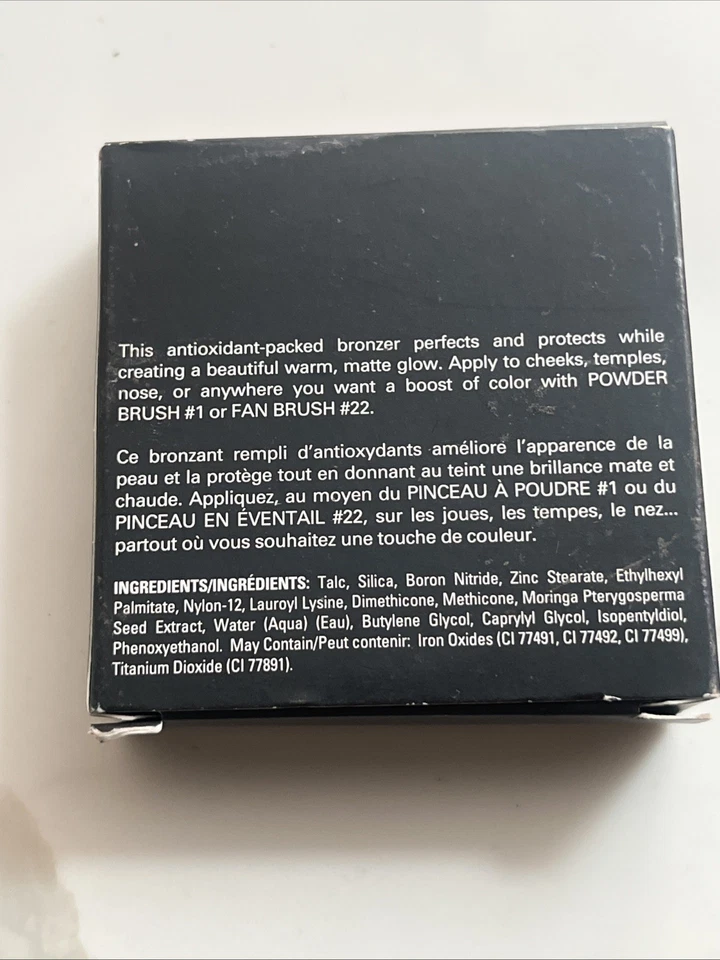 This antioxidant-packed bronzer perfects and protects while
creating a beautiful warm, matte glow. Apply to cheeks, temples,
nose, or anywhere you want a boost of color with POWDER
BRUSH #1 or FAN BRUSH #22.
Ce bronzant rempli d'antioxydants améliore l'apparence de la
peau et la protège tout en donnant au teint une brillance mate et
chaude. Appliquez, au moyen du PINCEAU À POUDRE #1 ou du
PINCEAU EN ÉVENTAIL #22, sur les joues, les tempes, le nez...
partout où vous souhaitez une touche de couleur.
INGREDIENTS/INGRÉDIENTS: Talc, Silica, Boron Nitride, Zinc Stearate, Ethylhexyl
Palmitate, Nylon-12, Lauroyl Lysine, Dimethicone, Methicone, Moringa Pterygosperma
Seed Extract, Water (Aqua) (Eau), Butylene Glycol, Caprylyl Glycol, Isopentyldiol,
Phenoxyethanol. May Contain/Peut contenir: Iron Oxides (CI 77491, CI 77492, CI 77499),
Titanium Dioxide (CI 77891).